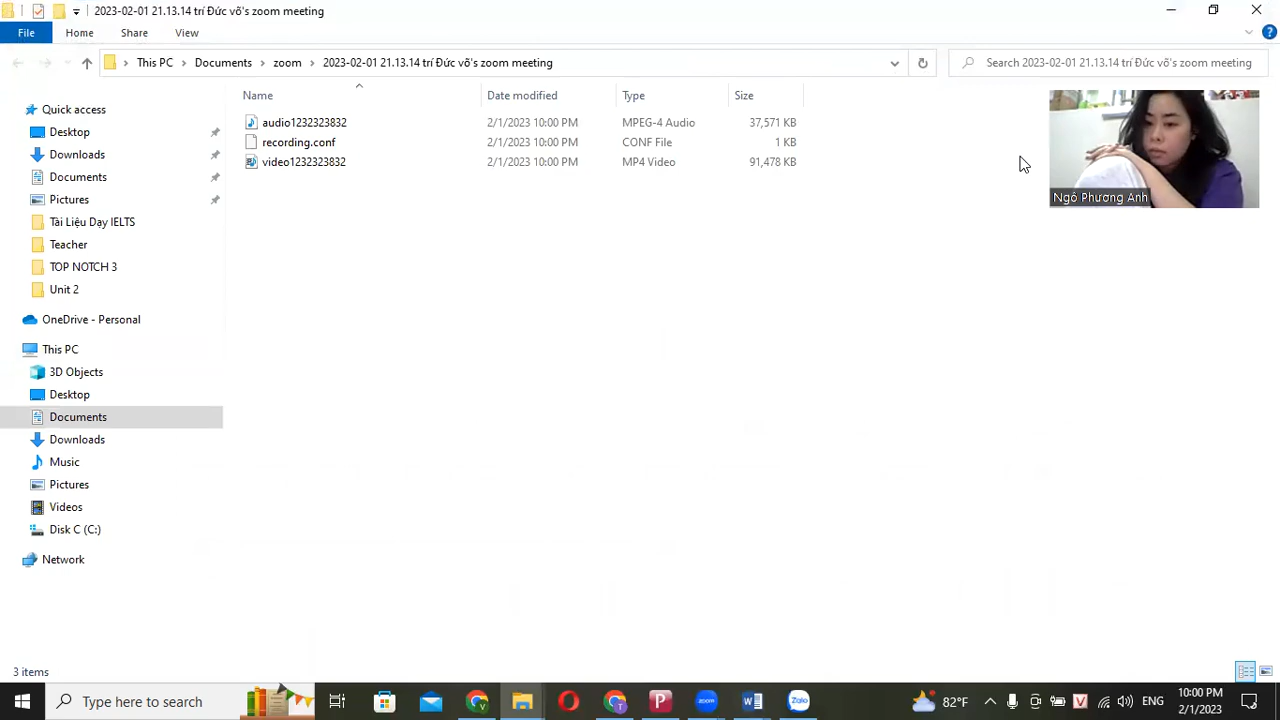 2023-02-01 21.13.14 trí Đức võ's zoom meeting
File Home Share View
This PC Documents zoom 2023-02-01 21.13.14 trí Đức võ's zoom meeting
Search 2023-02-01 21.13.14 trí Đức võ's zoom meeting
Name Date modified Type Size
audio1232323832 2/1/2023 10:00 PM MPEG-4 Audio 37,571 KB
recording.conf 2/1/2023 10:00 PM CONF File 1 KB
video1232323832 2/1/2023 10:00 PM MP4 Video 91,478 KB
Quick access
Desktop
Downloads
Documents
Pictures
Tài Liệu Dạy IELTS
Teacher
TOP NOTCH 3
Unit 2
OneDrive - Personal
This PC
3D Objects
Desktop
Documents
Downloads
Music
Pictures
Videos
Disk C (C:)
Network
Ngô Phương Anh
3 items
Type here to search
zoom
Zalo
82°F
V
ENG
10:00 PM
2/1/2023